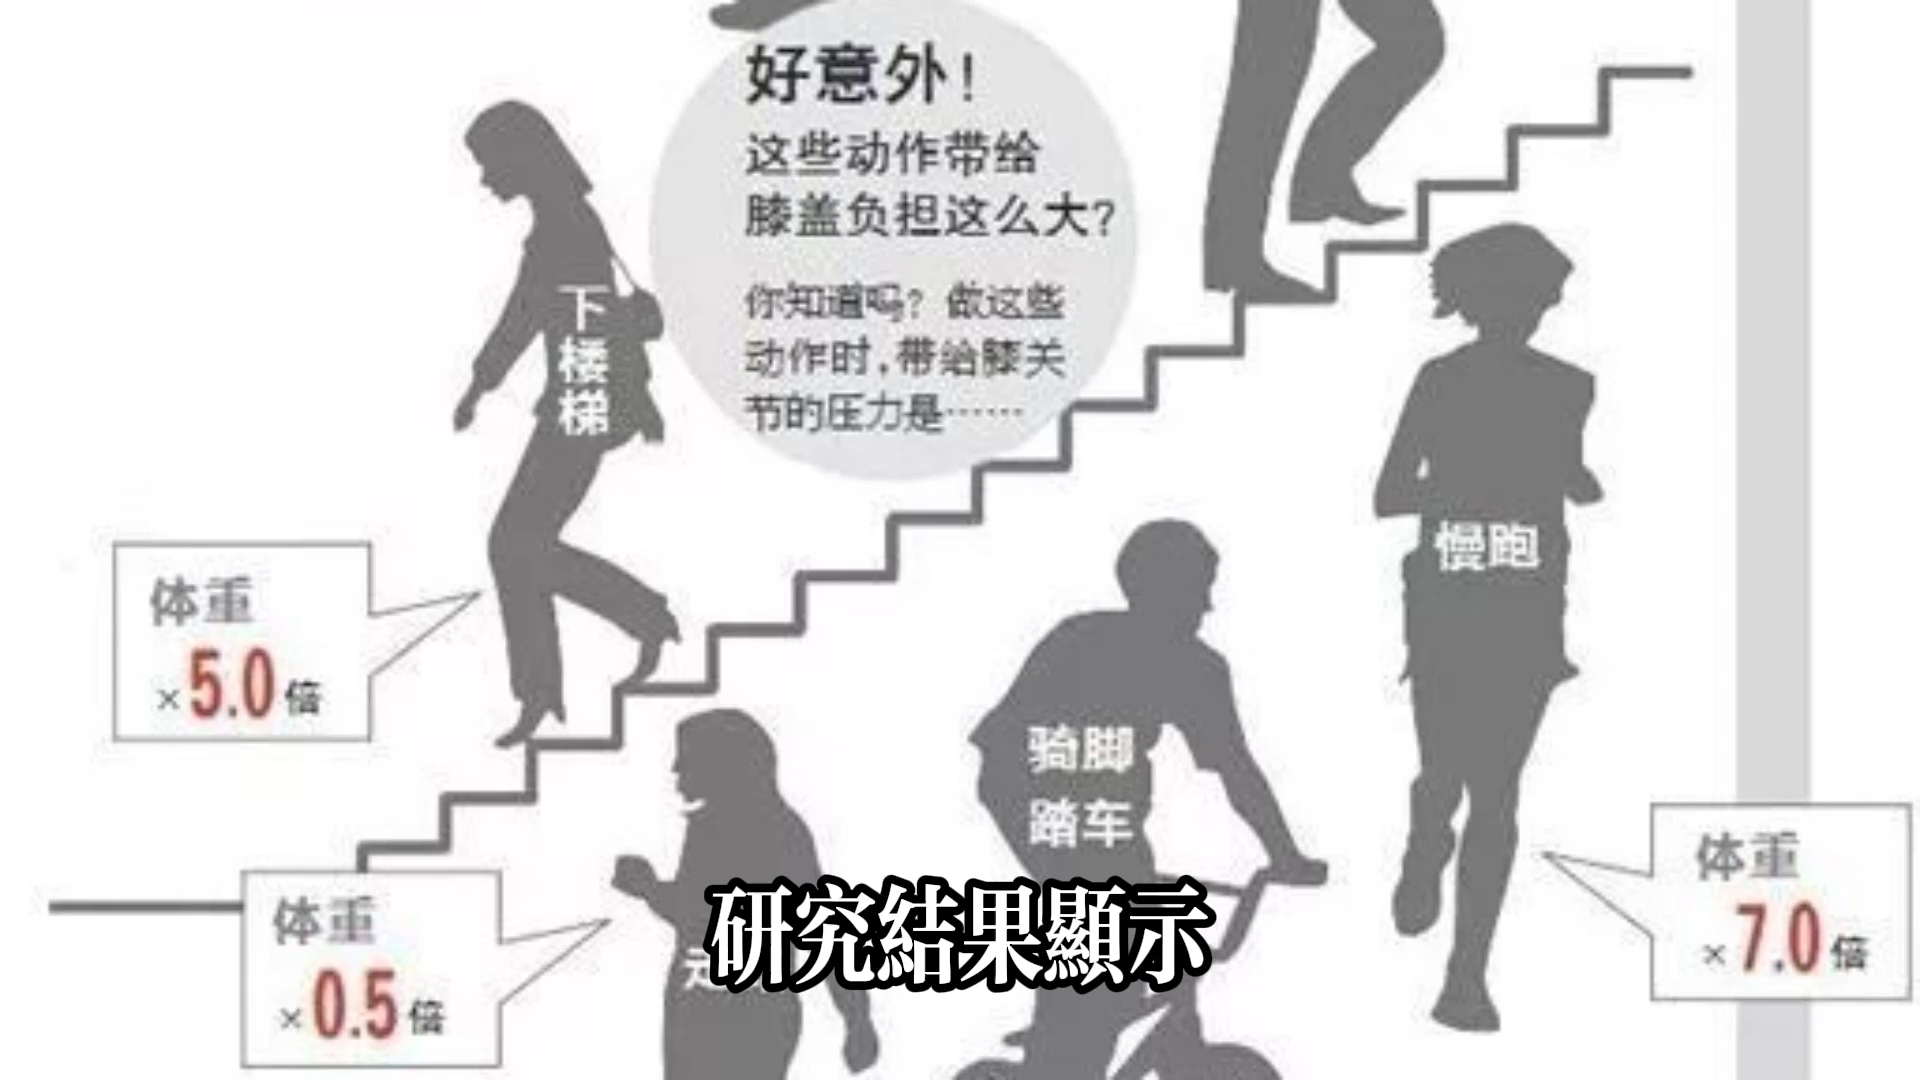 好意外！
这些动作带给
膝盖负担这么大？
你知道吗？做这些
动作时，带给膝关
节的压力是……
下楼梯
体重
×5.0倍
慢跑
骑脚
踏车
体重
×7.0倍
体重
×0.5倍
研究結果顯示